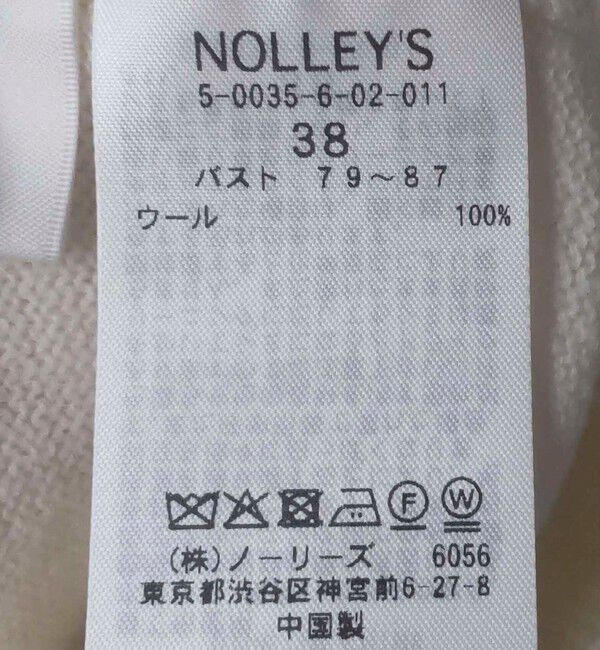 NOLLEY'S
5-0035-6-02-011
38
バスト 79～87
ウール 100%
F W
(株)ノーリーズ 6056
東京都渋谷区神宮前6-27-8
中国製